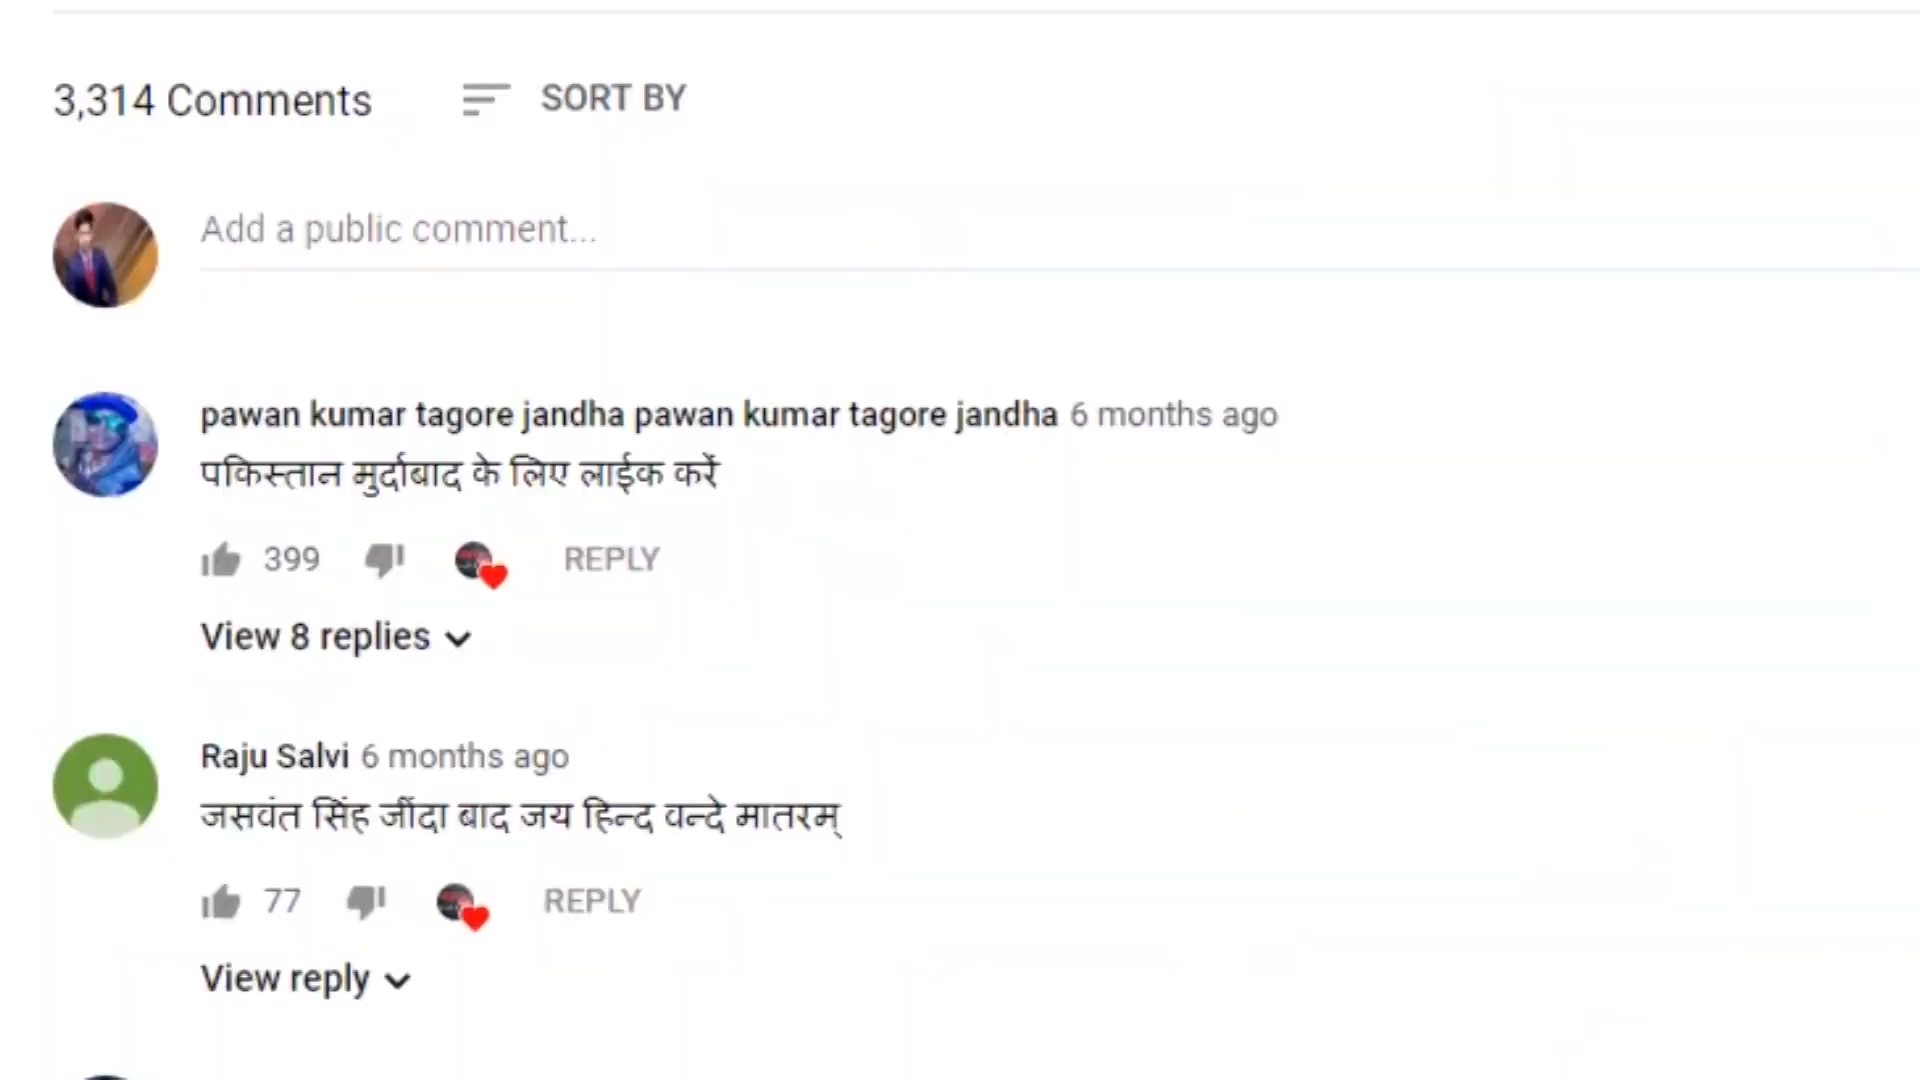 3,314 Comments SORT BY
Add a public comment...
pawan kumar tagore jandha pawan kumar tagore jandha 6 months ago
पकिस्तान मुर्दाबाद के लिए लाईक करें
399 REPLY
View 8 replies
Raju Salvi 6 months ago
जसवंत सिंह जींदा बाद जय हिन्द वन्दे मातरम्
77 REPLY
View reply